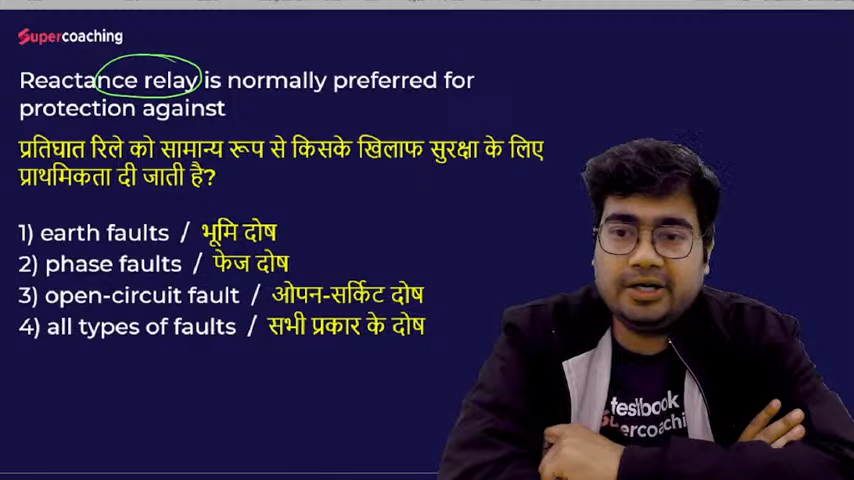 Supercoaching
Reactance relay is normally preferred for
protection against
प्रतिघात रिले को सामान्य रूप से किसके खिलाफ सुरक्षा के लिए
प्राथमिकता दी जाती है?
1) earth faults / भूमि दोष
2) phase faults / फेज दोष
3) open-circuit fault / ओपन-सर्किट दोष
4) all types of faults / सभी प्रकार के दोष
testbook
Supercoachi